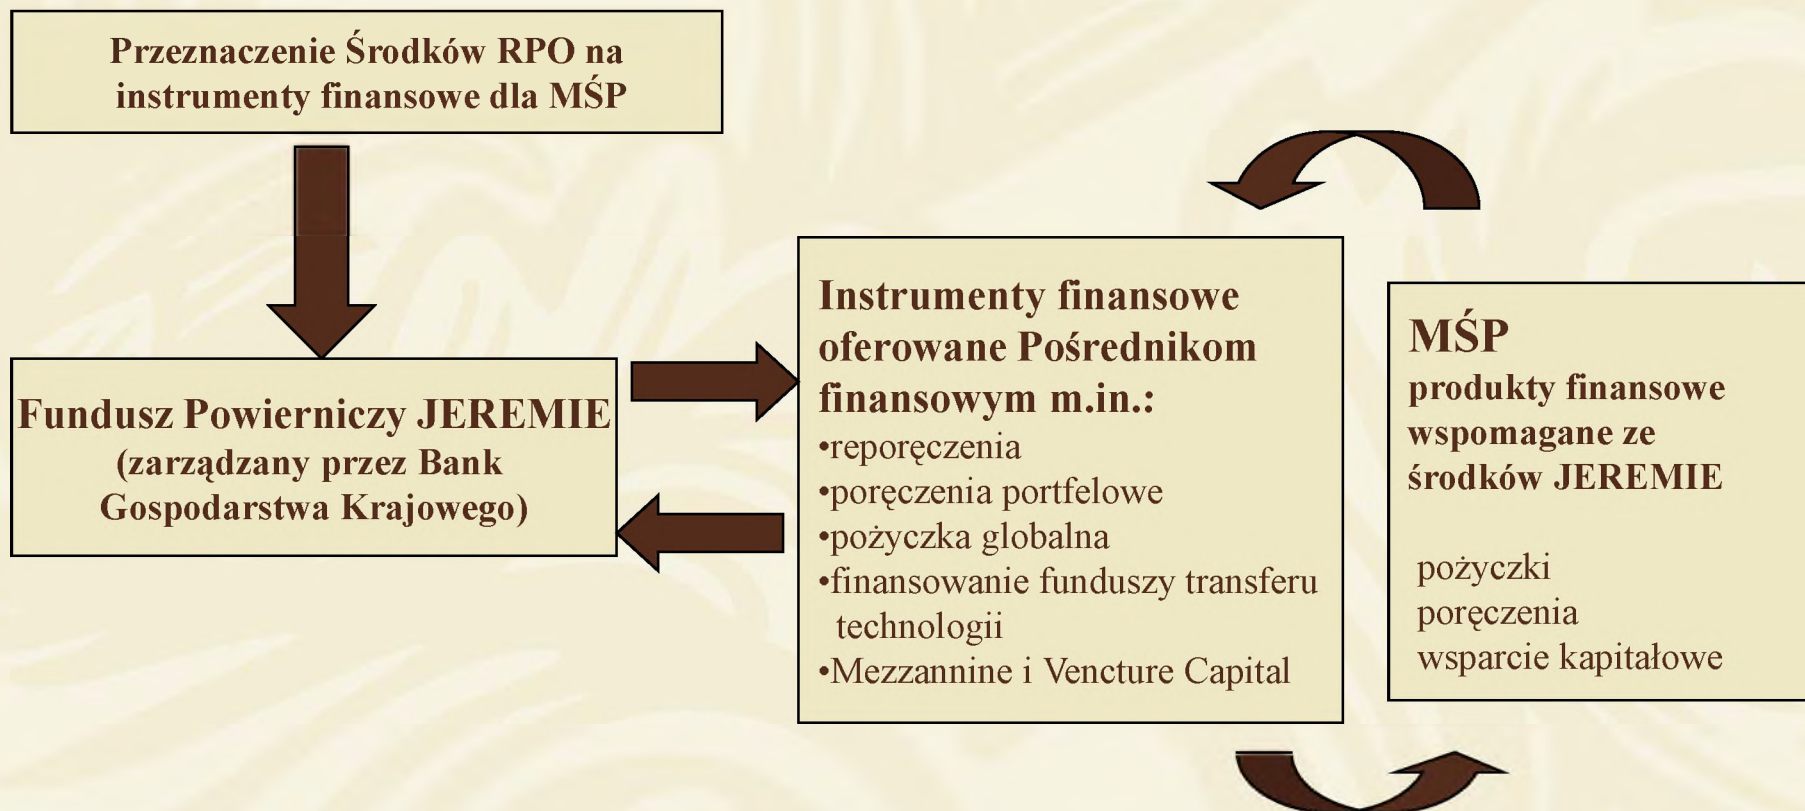 Przeznaczenie Środków RPO na
instrumenty finansowe dla MŚP
Fundusz Powierniczy JEREMIE
(zarządzany przez Bank
Gospodarstwa Krajowego)
Instrumenty finansowe
oferowane Pośrednikom
finansowym m.in.:
•reporęczenia
•poręczenia portfelowe
•pożyczka globalna
•finansowanie funduszy transferu
technologii
•Mezzannine i Vencture Capital
MŚP
produkty finansowe
wspomagane ze
środków JEREMIE
pożyczki
poręczenia
wsparcie kapitałowe